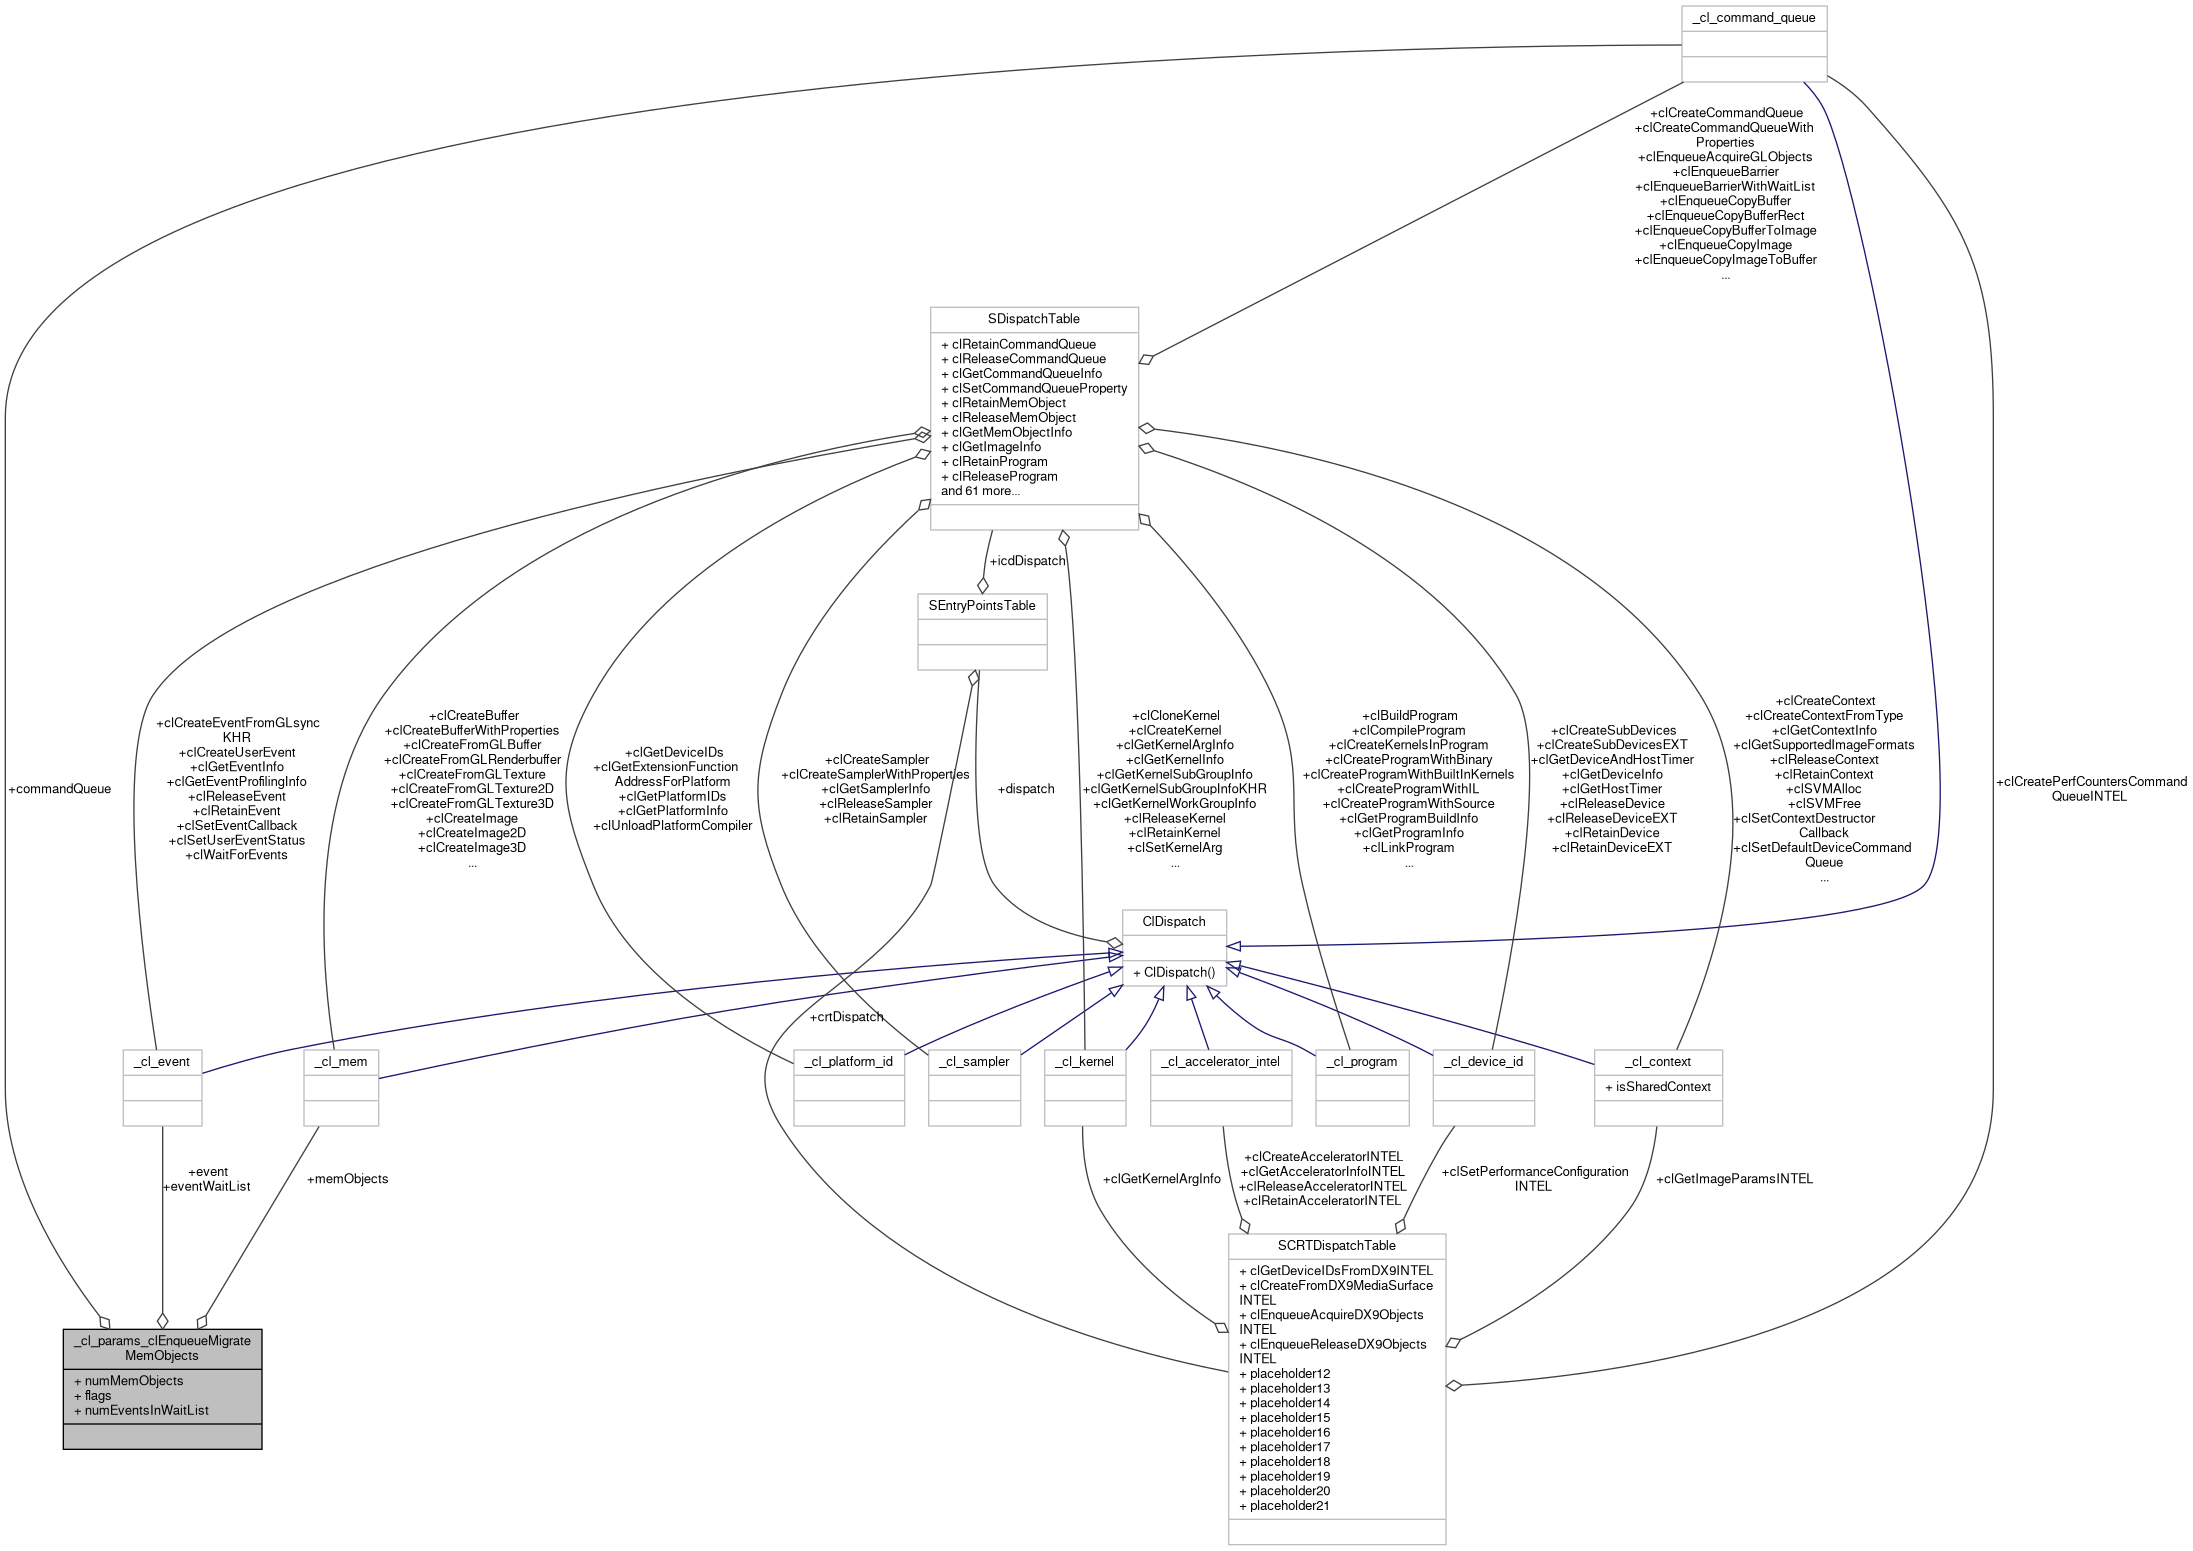 _cl_command_queue
+clCreateCommandQueue
+clCreateCommandQueueWith
Properties
+clEnqueueAcquireGLObjects
+clEnqueueBarrier
+clEnqueueBarrierWithWaitList
+clEnqueueCopyBuffer
+clEnqueueCopyBufferRect
+clEnqueueCopyBufferToImage
+clEnqueueCopyImage
+clEnqueueCopyImageToBuffer
...
SDispatchTable
+ clRetainCommandQueue
+ clReleaseCommandQueue
+ clGetCommandQueueInfo
+ clSetCommandQueueProperty
+ clRetainMemObject
+ clReleaseMemObject
+ clGetMemObjectInfo
+ clGetImageInfo
+ clRetainProgram
+ clReleaseProgram
and 61 more...
+icdDispatch
SEntryPointsTable
+commandQueue
+clCreateEventFromGLsync
KHR
+clCreateUserEvent
+clGetEventInfo
+clGetEventProfilingInfo
+clReleaseEvent
+clRetainEvent
+clSetEventCallback
+clSetUserEventStatus
+clWaitForEvents
+clCreateBuffer
+clCreateBufferWithProperties
+clCreateFromGLBuffer
+clCreateFromGLRenderbuffer
+clCreateFromGLTexture
+clCreateFromGLTexture2D
+clCreateFromGLTexture3D
+clCreateImage
+clCreateImage2D
+clCreateImage3D
...
+clGetDeviceIDs
+clGetExtensionFunction
AddressForPlatform
+clGetPlatformIDs
+clGetPlatformInfo
+clUnloadPlatformCompiler
+clCreateSampler
+clCreateSamplerWithProperties
+clGetSamplerInfo
+clReleaseSampler
+clRetainSampler
+dispatch
+clCloneKernel
+clCreateKernel
+clGetKernelArgInfo
+clGetKernelInfo
+clGetKernelSubGroupInfo
+clGetKernelSubGroupInfoKHR
+clGetKernelWorkGroupInfo
+clReleaseKernel
+clRetainKernel
+clSetKernelArg
...
+clBuildProgram
+clCompileProgram
+clCreateKernelsInProgram
+clCreateProgramWithBinary
+clCreateProgramWithBuiltInKernels
+clCreateProgramWithIL
+clCreateProgramWithSource
+clGetProgramBuildInfo
+clGetProgramInfo
+clLinkProgram
...
+clCreateSubDevices
+clCreateSubDevicesEXT
+clGetDeviceAndHostTimer
+clGetDeviceInfo
+clGetHostTimer
+clReleaseDevice
+clReleaseDeviceEXT
+clRetainDevice
+clRetainDeviceEXT
+clCreateContext
+clCreateContextFromType
+clGetContextInfo
+clGetSupportedImageFormats
+clReleaseContext
+clRetainContext
+clSVMAlloc
+clSVMFree
+clSetContextDestructor
Callback
+clSetDefaultDeviceCommand
Queue
...
+clCreatePerfCountersCommand
QueueINTEL
ClDispatch
+ ClDispatch()
+crtDispatch
_cl_event
_cl_mem
_cl_platform_id
_cl_sampler
_cl_kernel
_cl_accelerator_intel
_cl_program
_cl_device_id
_cl_context
+ isSharedContext
+event
+eventWaitList
+memObjects
+clGetKernelArgInfo
+clCreateAcceleratorINTEL
+clGetAcceleratorInfoINTEL
+clReleaseAcceleratorINTEL
+clRetainAcceleratorINTEL
+clSetPerformanceConfiguration
INTEL
+clGetImageParamsINTEL
_cl_params_clEnqueueMigrate
MemObjects
+ numMemObjects
+ flags
+ numEventsInWaitList
SCRTDispatchTable
+ clGetDeviceIDsFromDX9INTEL
+ clCreateFromDX9MediaSurface
INTEL
+ clEnqueueAcquireDX9Objects
INTEL
+ clEnqueueReleaseDX9Objects
INTEL
+ placeholder12
+ placeholder13
+ placeholder14
+ placeholder15
+ placeholder16
+ placeholder17
+ placeholder18
+ placeholder19
+ placeholder20
+ placeholder21